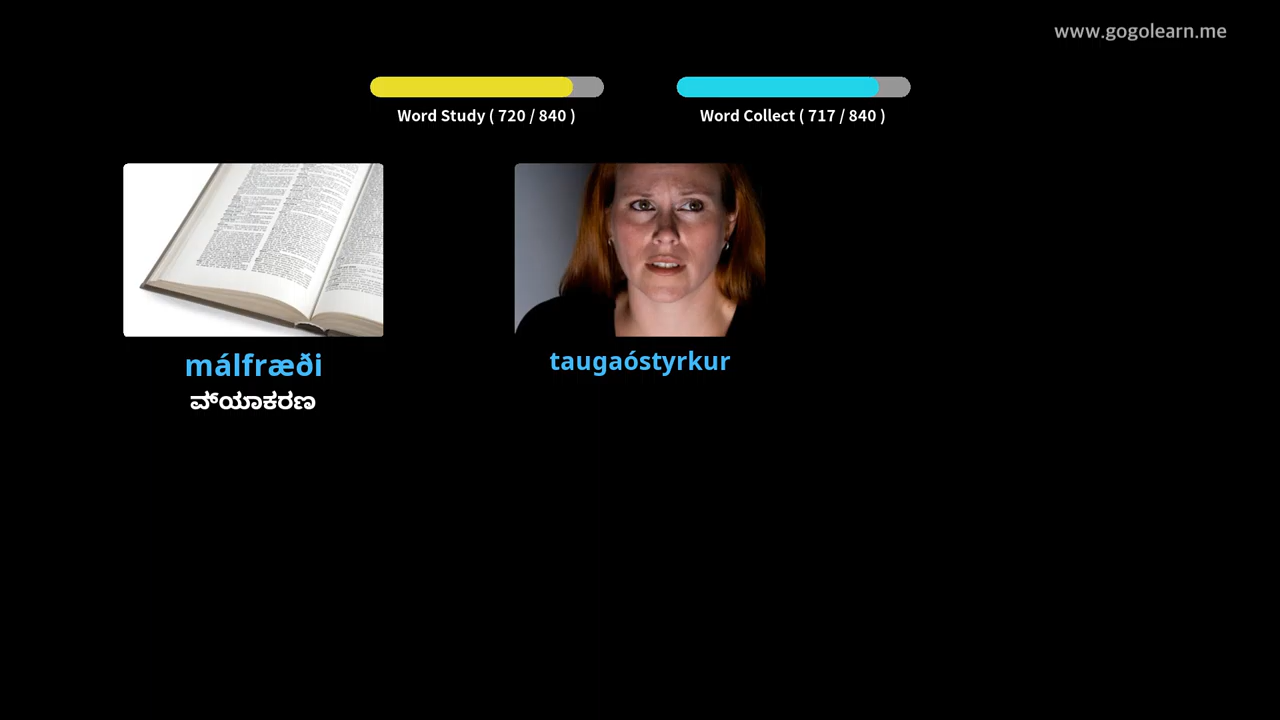 www.gogolearn.me
Word Study ( 720 / 840 )
Word Collect ( 717 / 840 )
málfræði
ವ್ಯಾಕರಣ
taugaóstyrkur